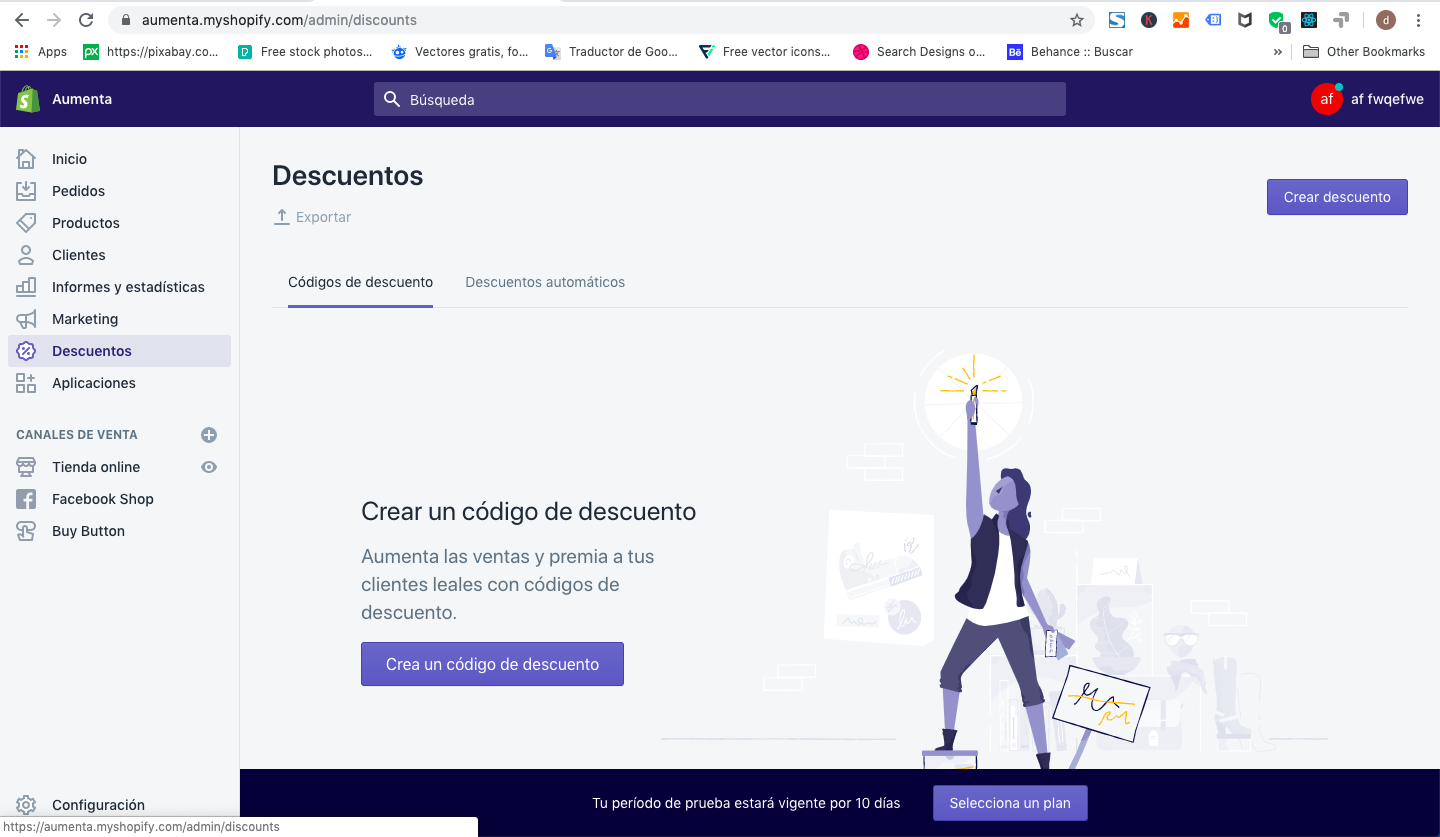 aumenta.myshopify.com/admin/discounts
K
0
d
Apps
PX https://pixabay.co...
Free stock photos...
Vectores gratis, fo...
Traductor de Goo...
Free vector icons...
Search Designs o...
Bē Behance :: Buscar
»
Other Bookmarks
Aumenta
Búsqueda
af
af fwqefwe
Inicio
Pedidos
Productos
Clientes
Informes y estadísticas
Marketing
Descuentos
Aplicaciones
CANALES DE VENTA
Tienda online
Facebook Shop
Buy Button
Configuración
Descuentos
Exportar
Crear descuento
Códigos de descuento
Descuentos automáticos
Crear un código de descuento
Aumenta las ventas y premia a tus
clientes leales con códigos de
descuento.
Crea un código de descuento
Tu período de prueba estará vigente por 10 días
Selecciona un plan
https://aumenta.myshopify.com/admin/discounts